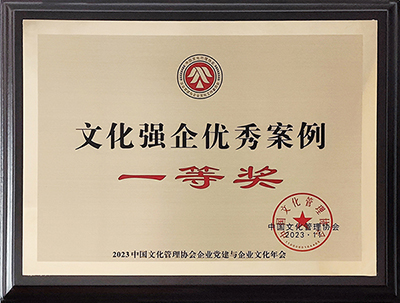 文化强企优秀案例
一等奖
中国文化管理协会
2023.
2023中国文化管理协会企业党建与企业文化年会